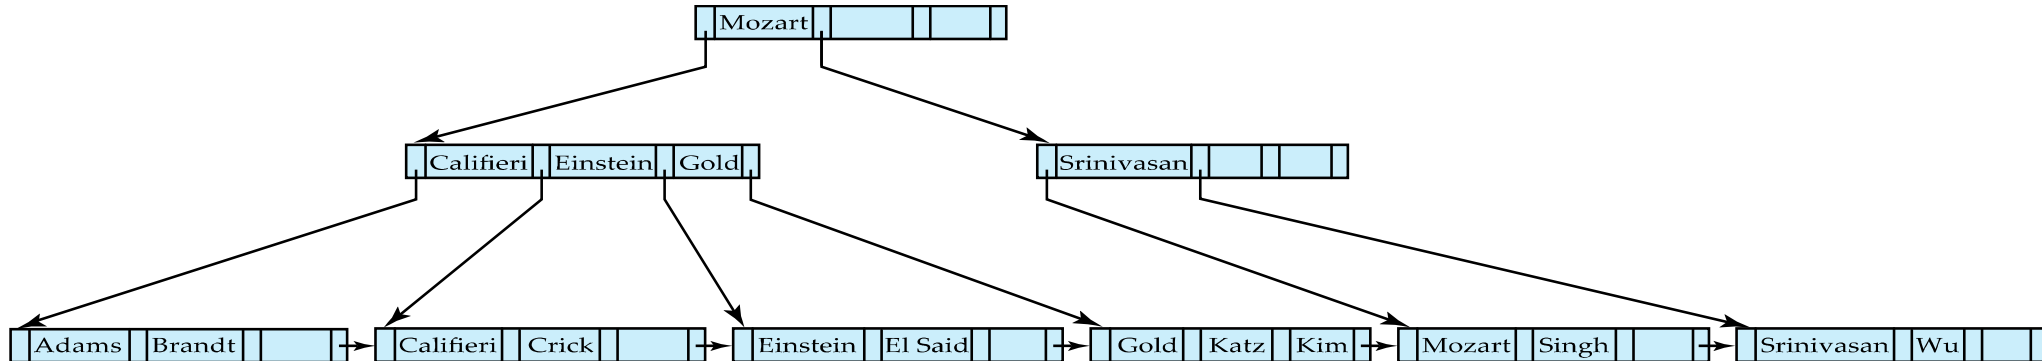 Mozart
Califieri Einstein Gold Srinivasan
Adams Brandt Califieri Crick Einstein El Said Gold Katz Kim Mozart Singh Srinivasan Wu